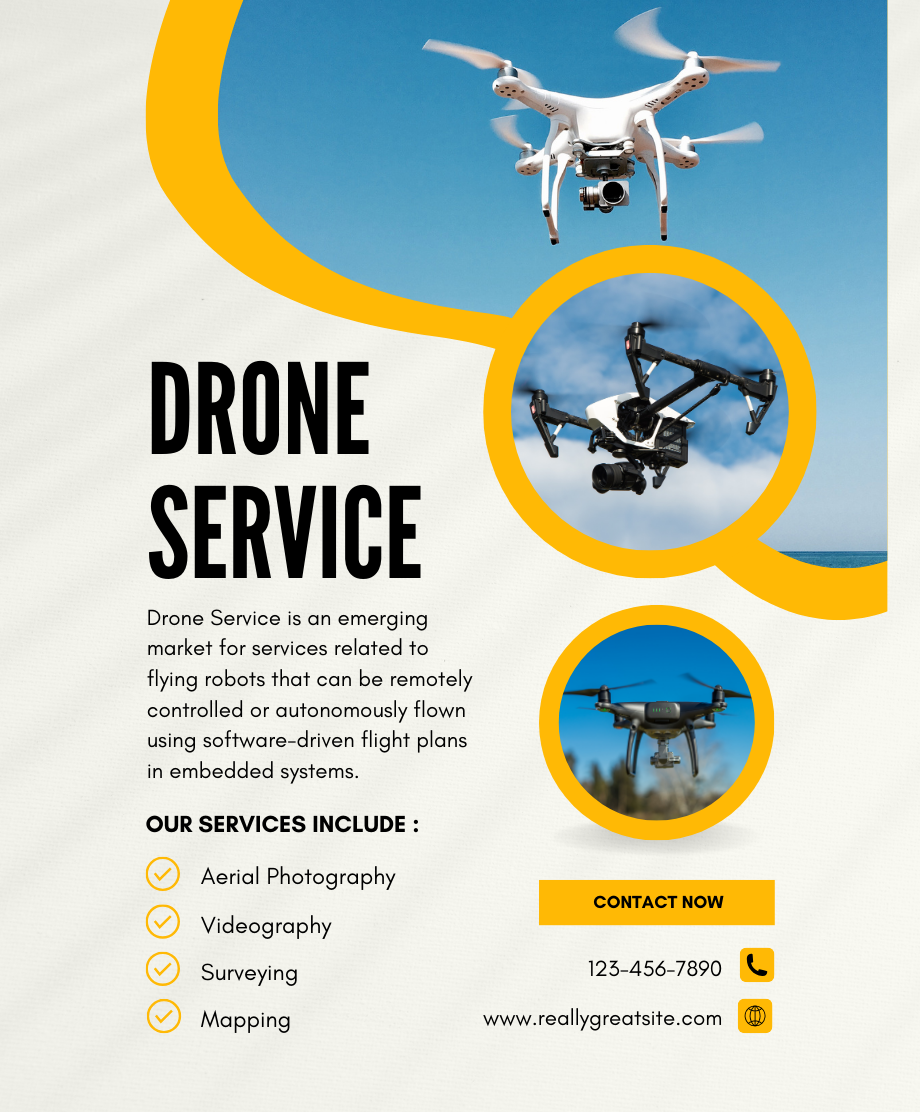 DRONE
SERVICE
Drone Service is an emerging
market for services related to
flying robots that can be remotely
controlled or autonomously flown
using software-driven flight plans
in embedded systems.
OUR SERVICES INCLUDE :
Aerial Photography
Videography
Surveying
Mapping
CONTACT NOW
123-456-7890
www.reallygreatsite.com